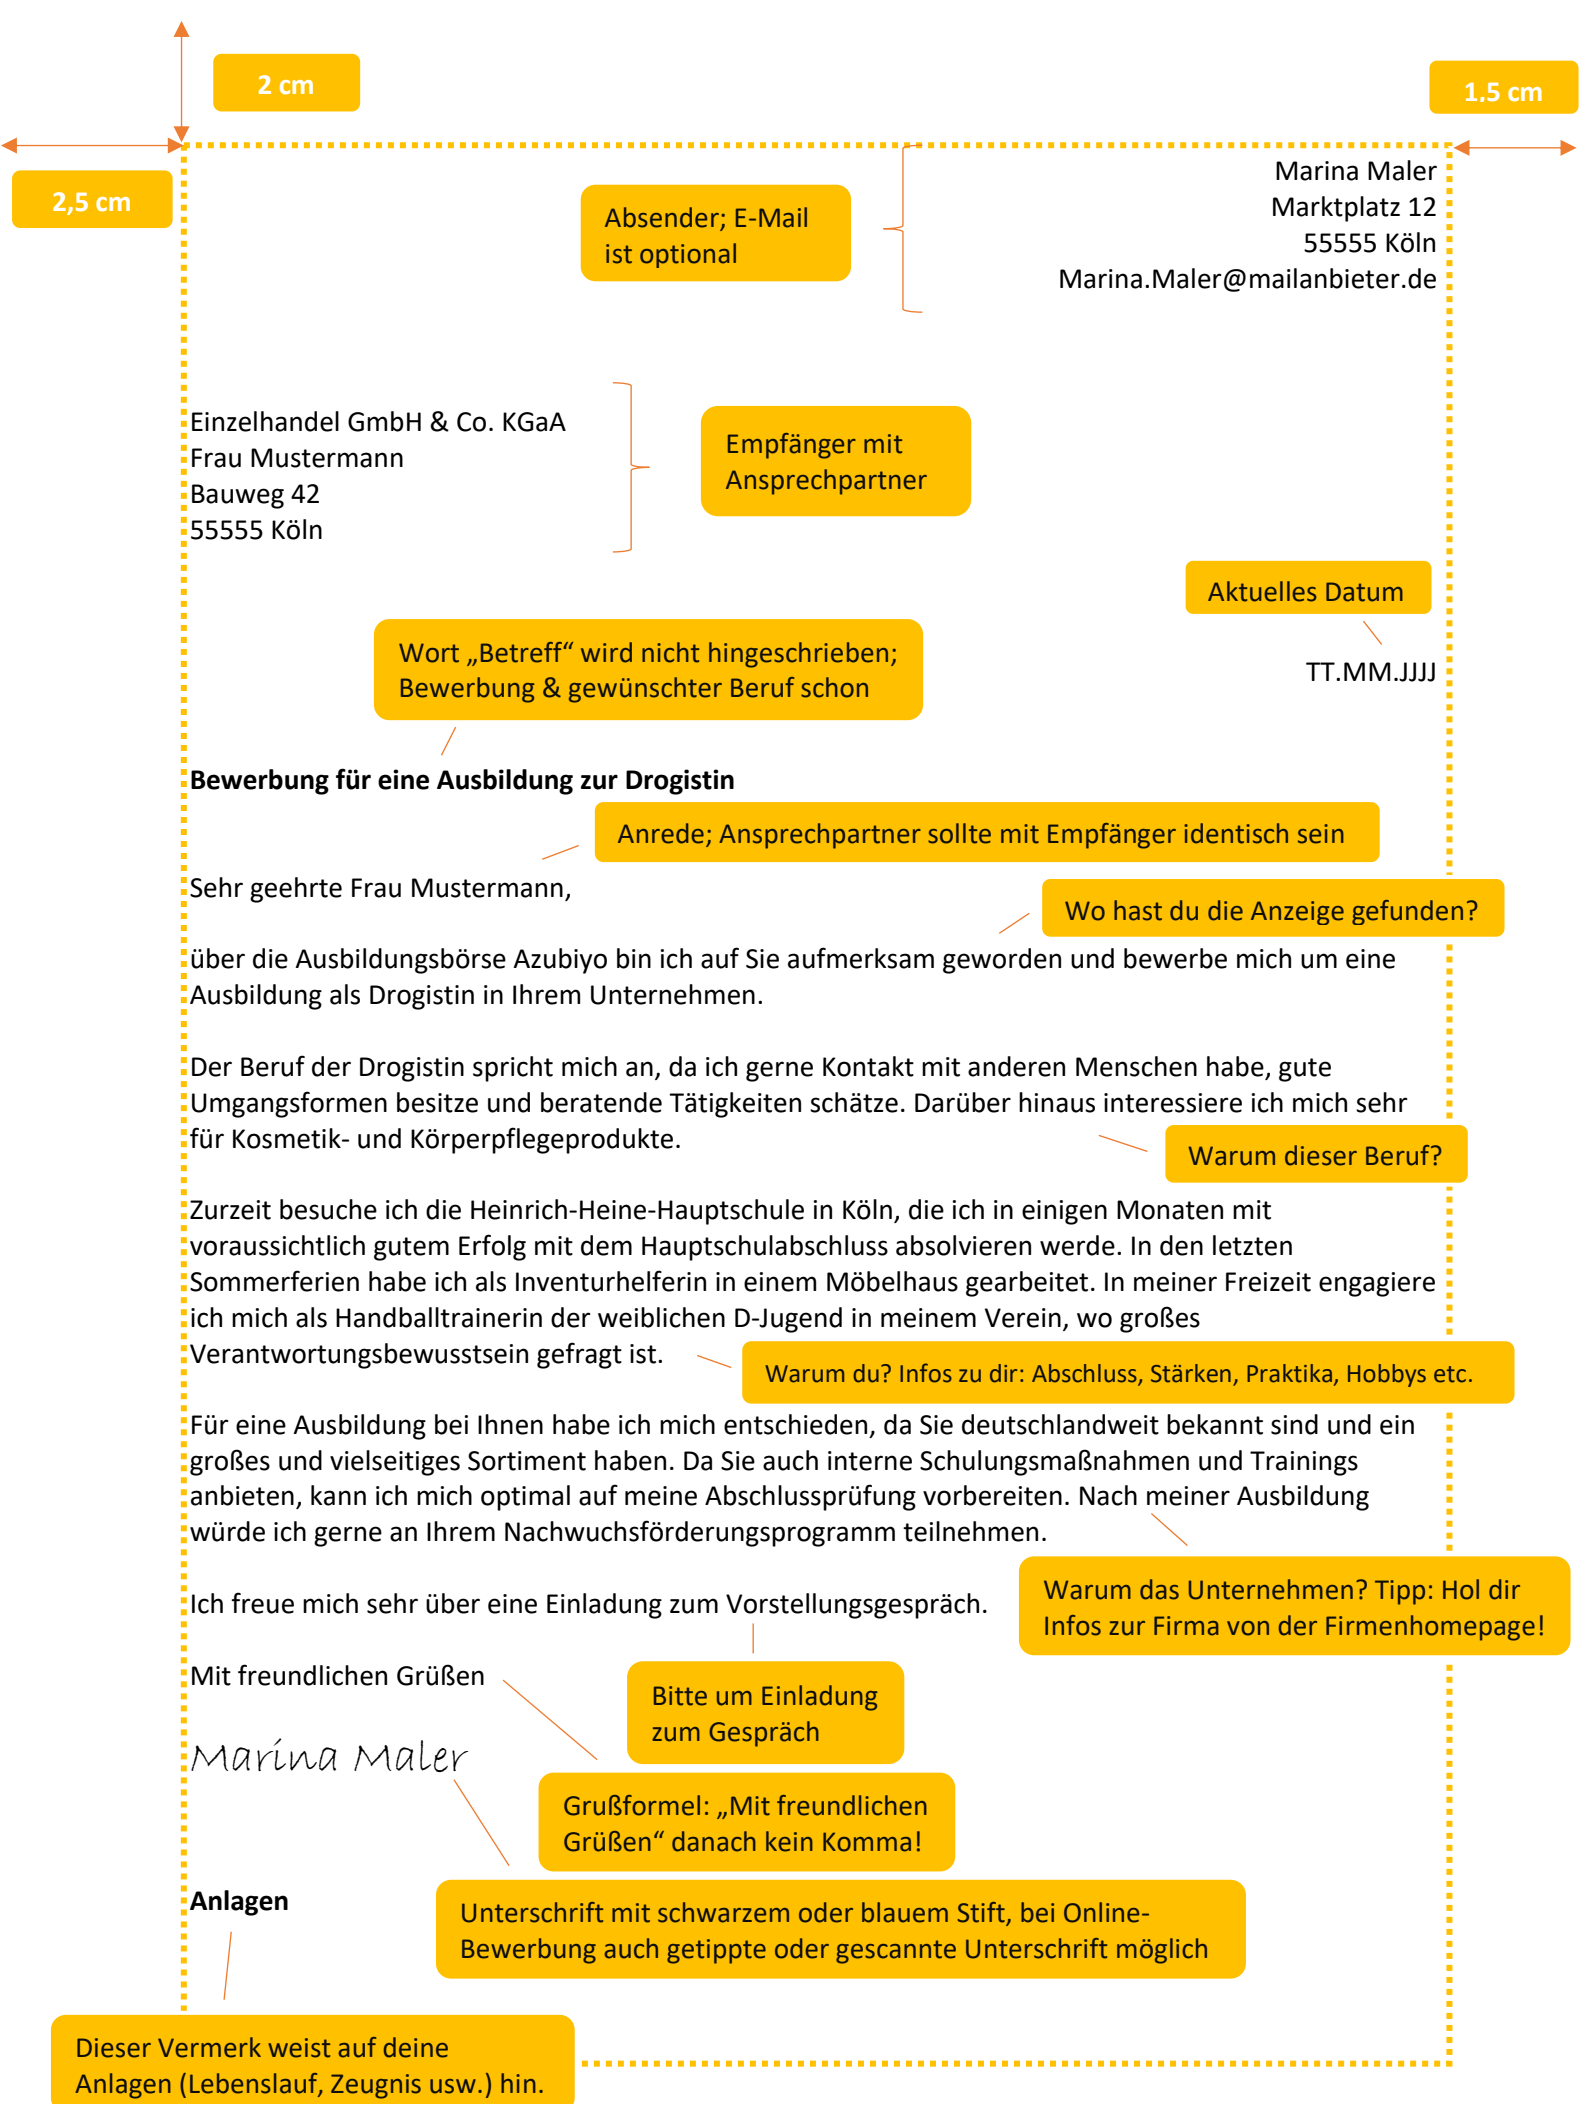 2 cm
1,5 cm
2,5 cm
Marina Maler
Marktplatz 12
55555 Köln
Marina.Maler@mailanbieter.de
Absender; E-Mail
ist optional
Einzelhandel GmbH & Co. KGaA
Frau Mustermann
Bauweg 42
55555 Köln
Empfänger mit
Ansprechpartner
Aktuelles Datum
TT.MM.JJJJ
Wort „Betreff“ wird nicht hingeschrieben;
Bewerbung & gewünschter Beruf schon
Bewerbung für eine Ausbildung zur Drogistin
Anrede; Ansprechpartner sollte mit Empfänger identisch sein
Sehr geehrte Frau Mustermann,
Wo hast du die Anzeige gefunden?
über die Ausbildungsbörse Azubiyo bin ich auf Sie aufmerksam geworden und bewerbe mich um eine
Ausbildung als Drogistin in Ihrem Unternehmen.
Der Beruf der Drogistin spricht mich an, da ich gerne Kontakt mit anderen Menschen habe, gute
Umgangsformen besitze und beratende Tätigkeiten schätze. Darüber hinaus interessiere ich mich sehr
für Kosmetik- und Körperpflegeprodukte.
Warum dieser Beruf?
Zurzeit besuche ich die Heinrich-Heine-Hauptschule in Köln, die ich in einigen Monaten mit
voraussichtlich gutem Erfolg mit dem Hauptschulabschluss absolvieren werde. In den letzten
Sommerferien habe ich als Inventurhelferin in einem Möbelhaus gearbeitet. In meiner Freizeit engagiere
ich mich als Handballtrainerin der weiblichen D-Jugend in meinem Verein, wo großes
Verantwortungsbewusstsein gefragt ist.
Warum du? Infos zu dir: Abschluss, Stärken, Praktika, Hobbys etc.
Für eine Ausbildung bei Ihnen habe ich mich entschieden, da Sie deutschlandweit bekannt sind und ein
großes und vielseitiges Sortiment haben. Da Sie auch interne Schulungsmaßnahmen und Trainings
anbieten, kann ich mich optimal auf meine Abschlussprüfung vorbereiten. Nach meiner Ausbildung
würde ich gerne an Ihrem Nachwuchsförderungsprogramm teilnehmen.
Warum das Unternehmen? Tipp: Hol dir
Infos zur Firma von der Firmenhomepage!
Ich freue mich sehr über eine Einladung zum Vorstellungsgespräch.
Bitte um Einladung
zum Gespräch
Mit freundlichen Grüßen
Marina Maler
Grußformel: „Mit freundlichen
Grüßen“ danach kein Komma!
Unterschrift mit schwarzem oder blauem Stift, bei Online-
Bewerbung auch getippte oder gescannte Unterschrift möglich
Anlagen
Dieser Vermerk weist auf deine
Anlagen (Lebenslauf, Zeugnis usw.) hin.